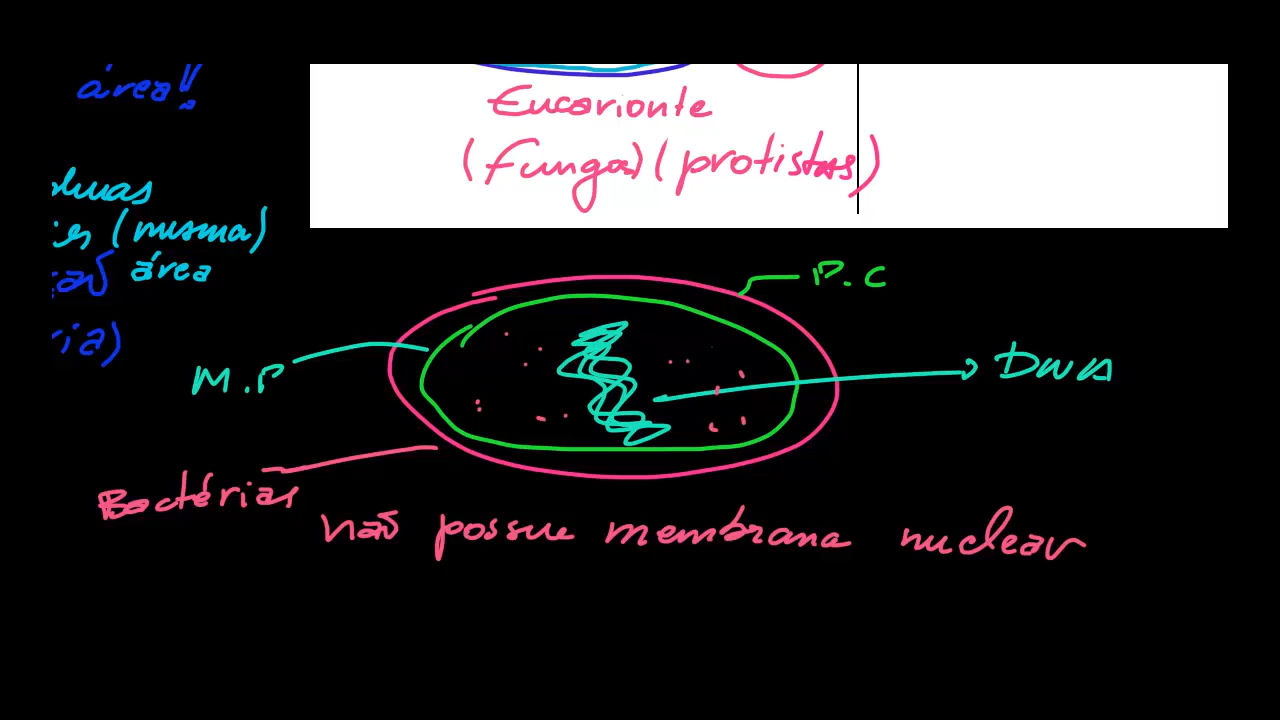 área!!
Eucarionte
(Fungos) (protistas)
(mesma)
área
P.C
M.P
DNA
Bactérias
não possue membrana nuclear